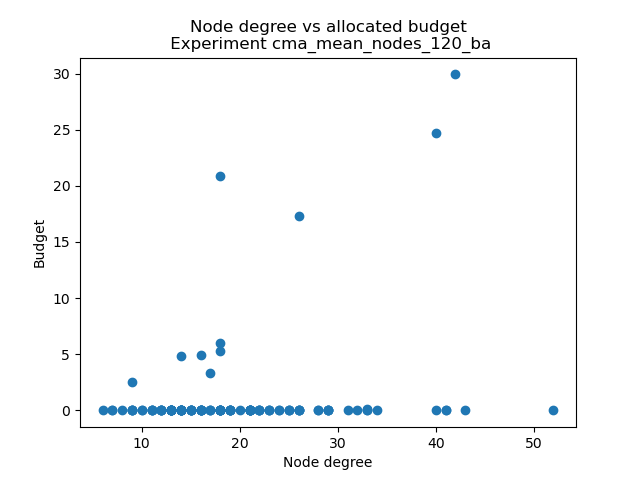 Node degree vs allocated budget
Experiment cma_mean_nodes_120_ba
30
25
20
15
10
5
0
Budget
10 20 30 40 50
Node degree